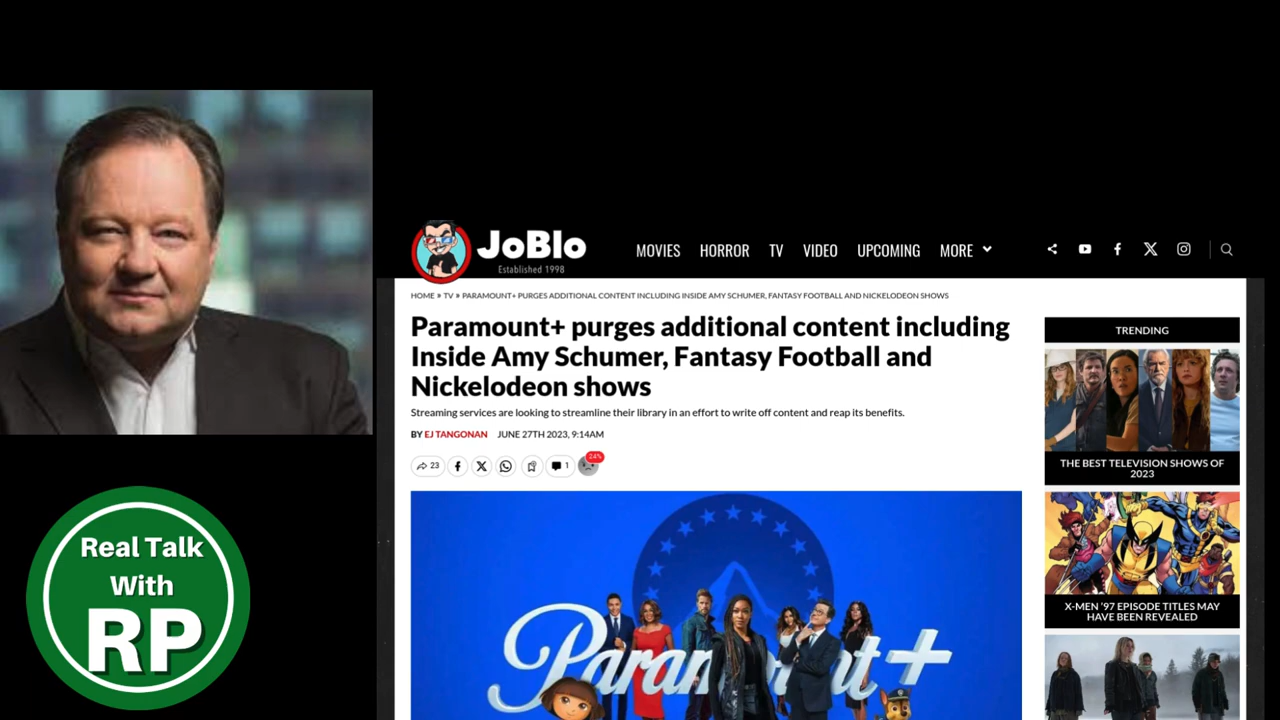 JoBlo
Established 1998
MOVIES HORROR TV VIDEO UPCOMING MORE
HOME » TV » PARAMOUNT+ PURGES ADDITIONAL CONTENT INCLUDING INSIDE AMY SCHUMER, FANTASY FOOTBALL AND NICKELODEON SHOWS
Paramount+ purges additional content including
Inside Amy Schumer, Fantasy Football and
Nickelodeon shows
Streaming services are looking to streamline their library in an effort to write off content and reap its benefits.
BY EJ TANGONAN JUNE 27TH 2023, 9:14AM
23
1
24%
Paramount+
TRENDING
THE BEST TELEVISION SHOWS OF
2023
X-MEN '97 EPISODE TITLES MAY
HAVE BEEN REVEALED
Real Talk
With
RP